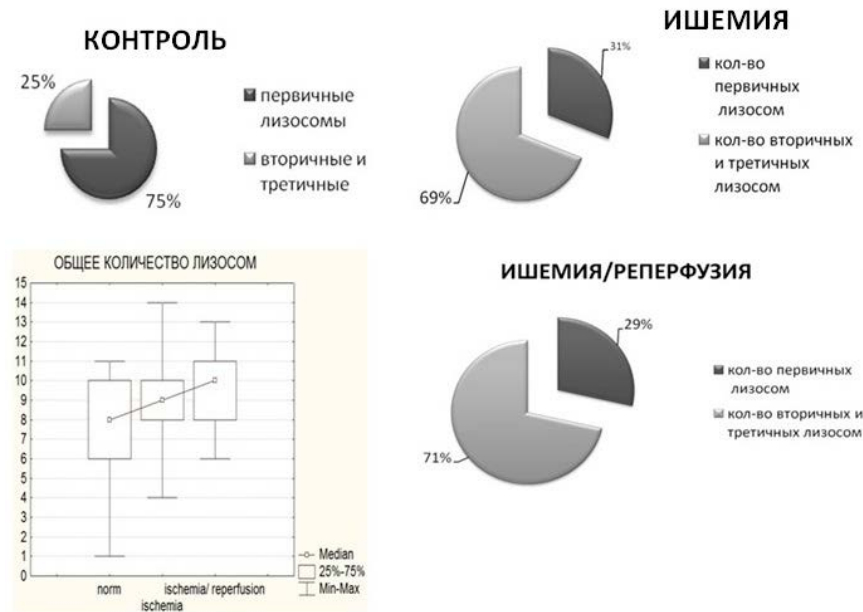 КОНТРОЛЬ
25%
75%
первичные
лизосомы
вторичные и
третичные
ИШЕМИЯ
31%
69%
кол-во
первичных
лизосом
кол-во вторичных
и третичных
лизосом
ОБЩЕЕ КОЛИЧЕСТВО ЛИЗОСОМ
15
14
13
12
11
10
9
8
7
6
5
4
3
2
1
0
norm
ischemia
ischemia/ reperfusion
Median
25%-75%
Min-Max
ИШЕМИЯ/РЕПЕРФУЗИЯ
29%
71%
кол-во первичных
лизосом
кол-во вторичных и
третичных лизосом